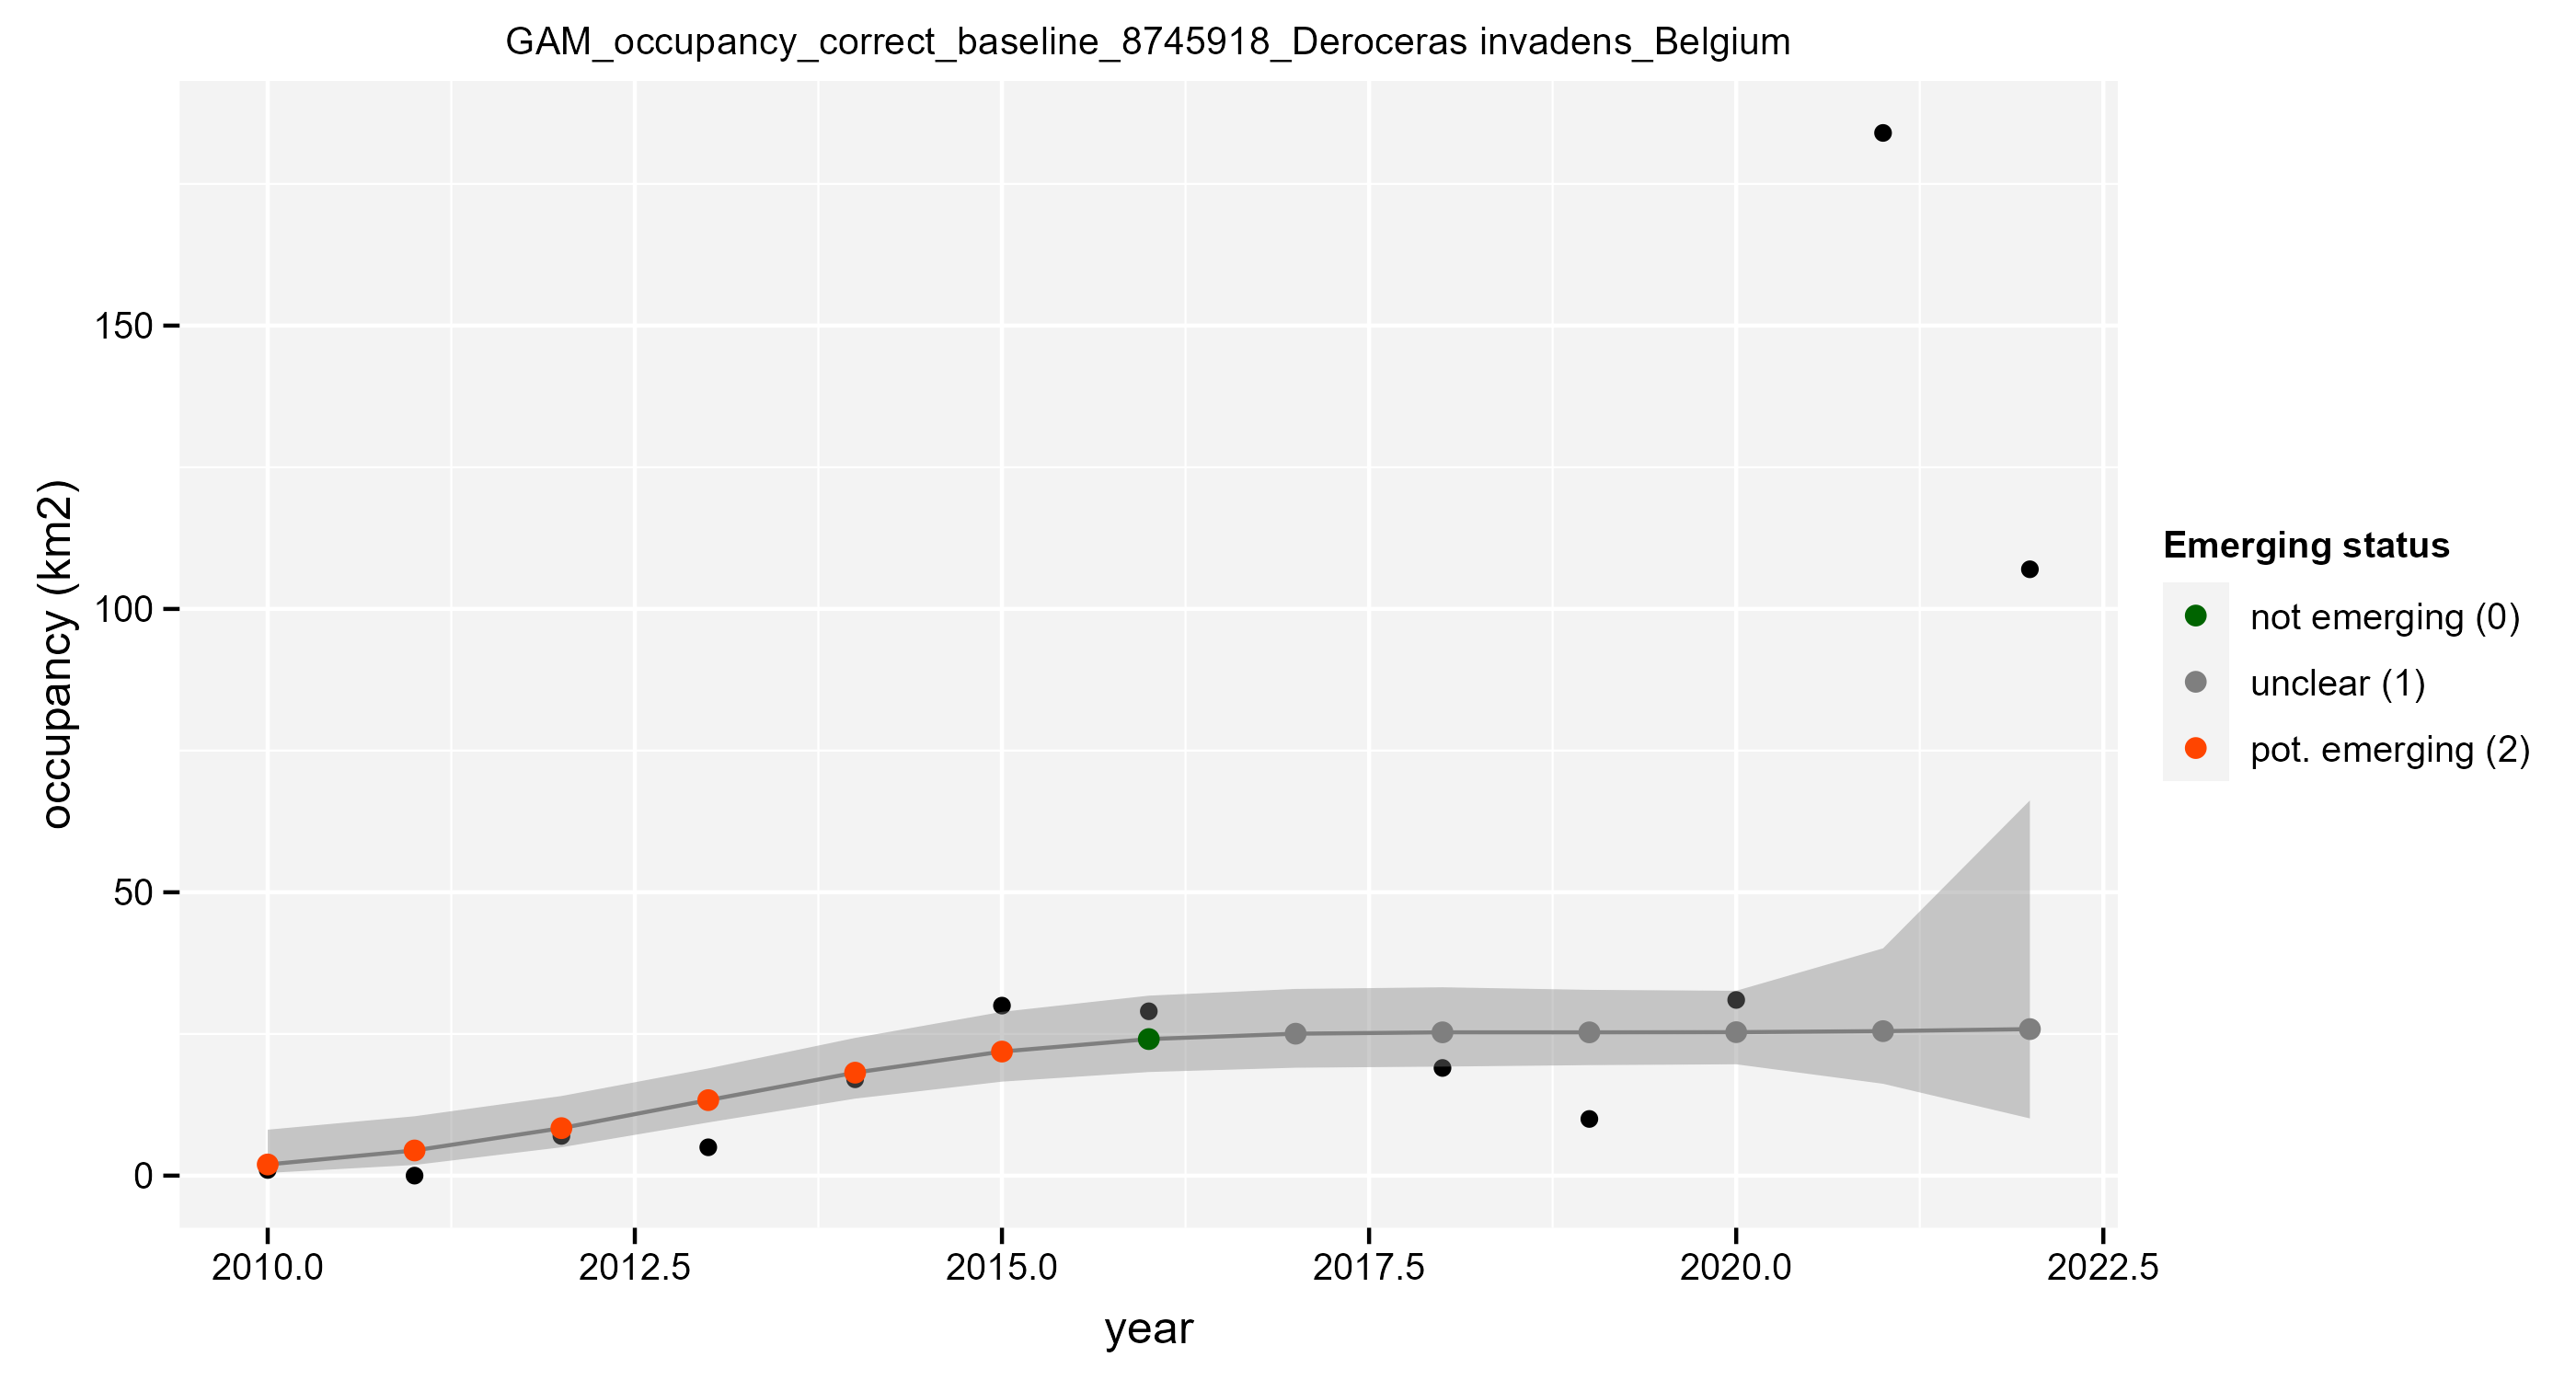 GAM_occupancy_correct_baseline_8745918_Deroceras invadens_Belgium
occupancy (km2)
150
100
50
0
2010.0 2012.5 2015.0 2017.5 2020.0 2022.5
year
Emerging status
not emerging (0)
unclear (1)
pot. emerging (2)